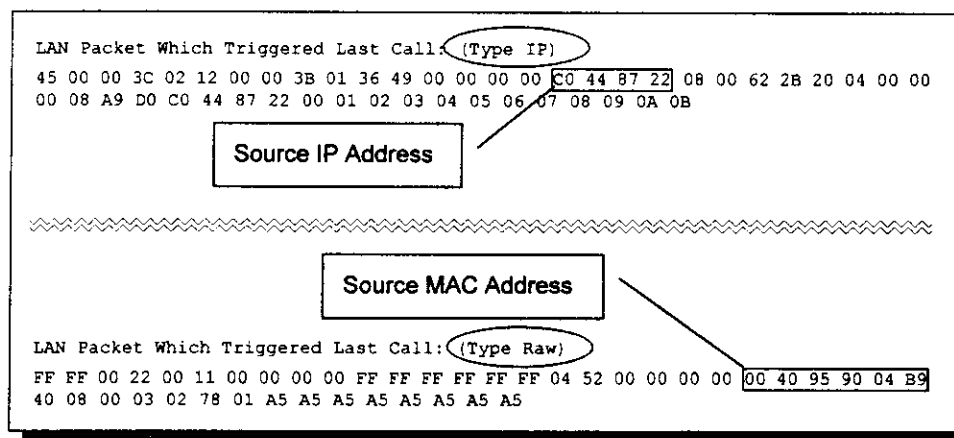 LAN Packet Which Triggered Last Call: (Type IP)
45 00 00 3C 02 12 00 00 3B 01 36 49 00 00 00 00 C0 44 87 22 08 00 62 2B 20 04 00 00
00 08 A9 D0 C0 44 87 22 00 01 02 03 04 05 06 07 08 09 0A 0B
Source IP Address
Source MAC Address
LAN Packet Which Triggered Last Call: (Type Raw)
FF FF 00 22 00 11 00 00 00 00 FF FF FF FF FF FF 04 52 00 00 00 00 00 40 95 90 04 B9
40 08 00 03 02 78 01 A5 A5 A5 A5 A5 A5 A5 A5